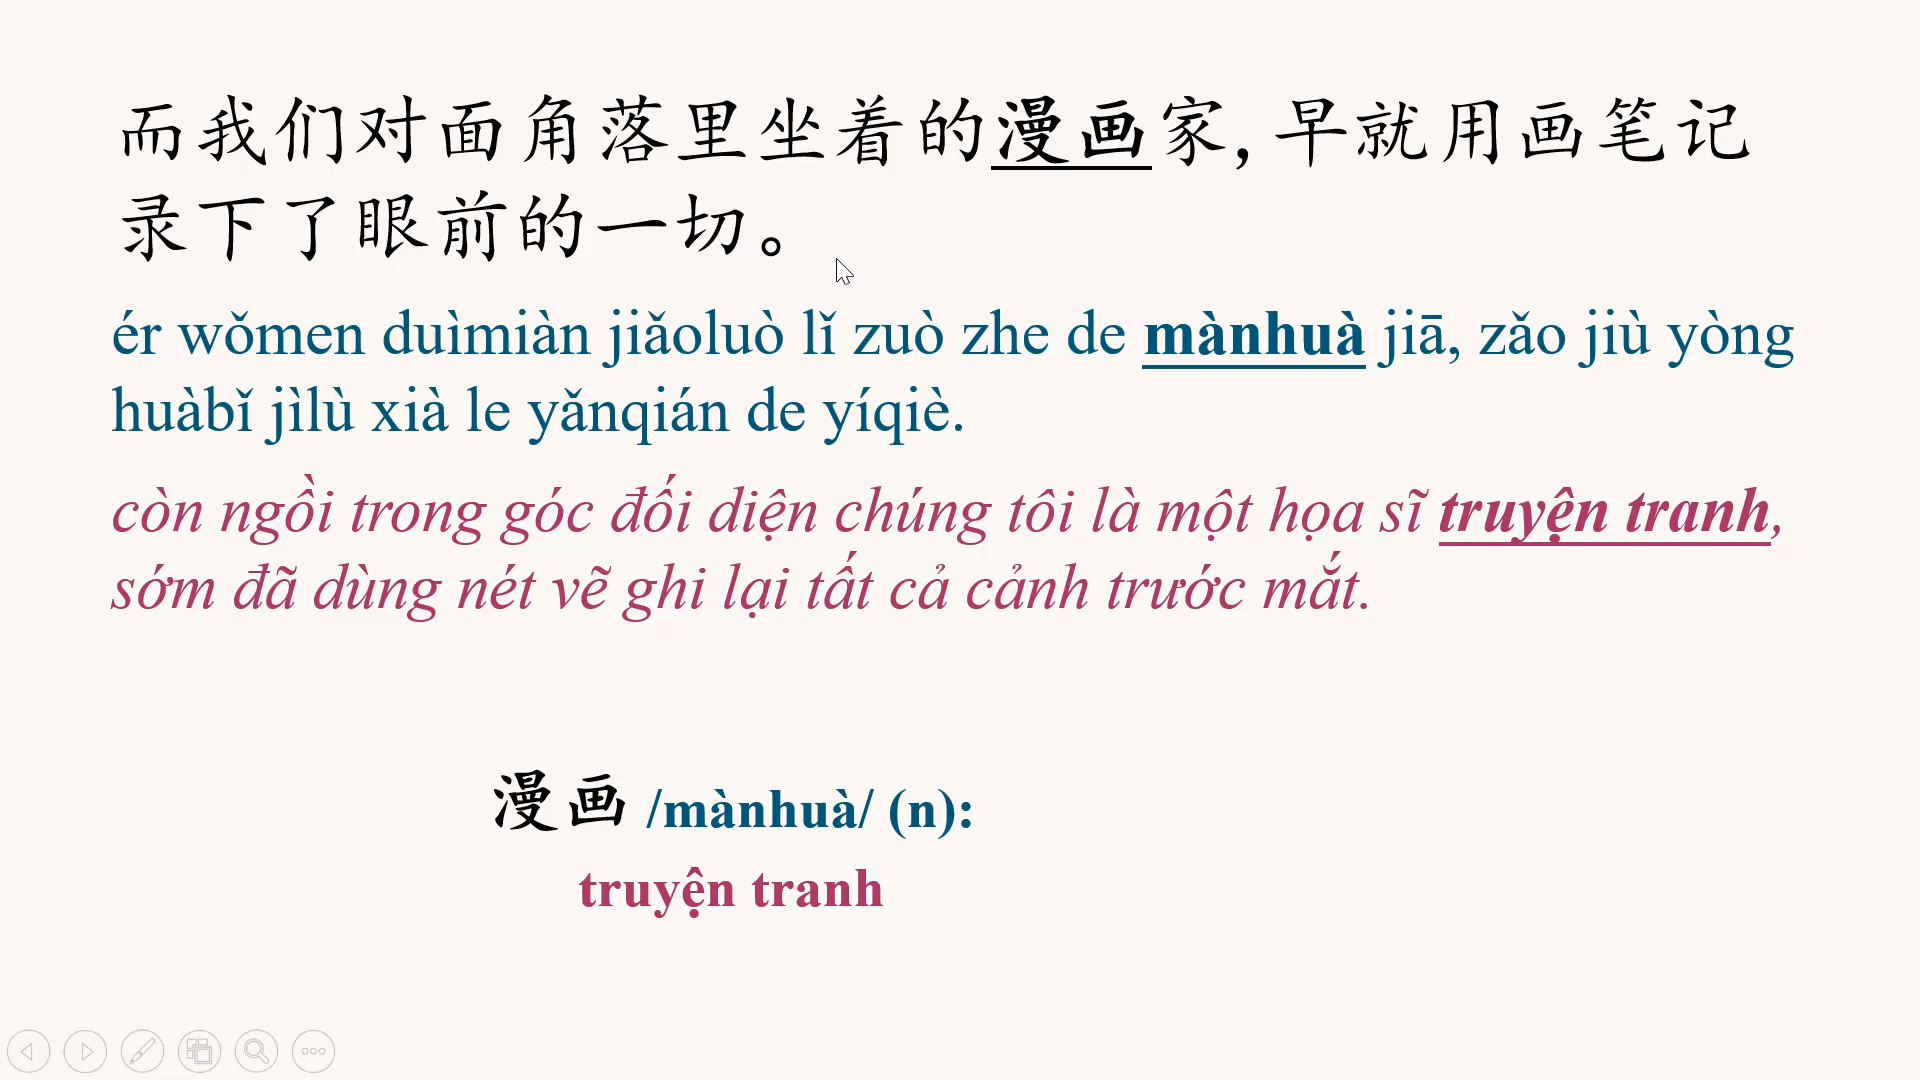 而我们对面角落里坐着的漫画家,早就用画笔记
录下了眼前的一切。
ér wǒmen duìmiàn jiǎoluò lǐ zuò zhe de mànhuà jiā, zǎo jiù yòng
huàbǐ jìlù xià le yǎnqián de yíqiè.
còn ngồi trong góc đối diện chúng tôi là một họa sĩ truyện tranh,
sớm đã dùng nét vẽ ghi lại tất cả cảnh trước mắt.
漫画 /mànhuà/ (n):
truyện tranh